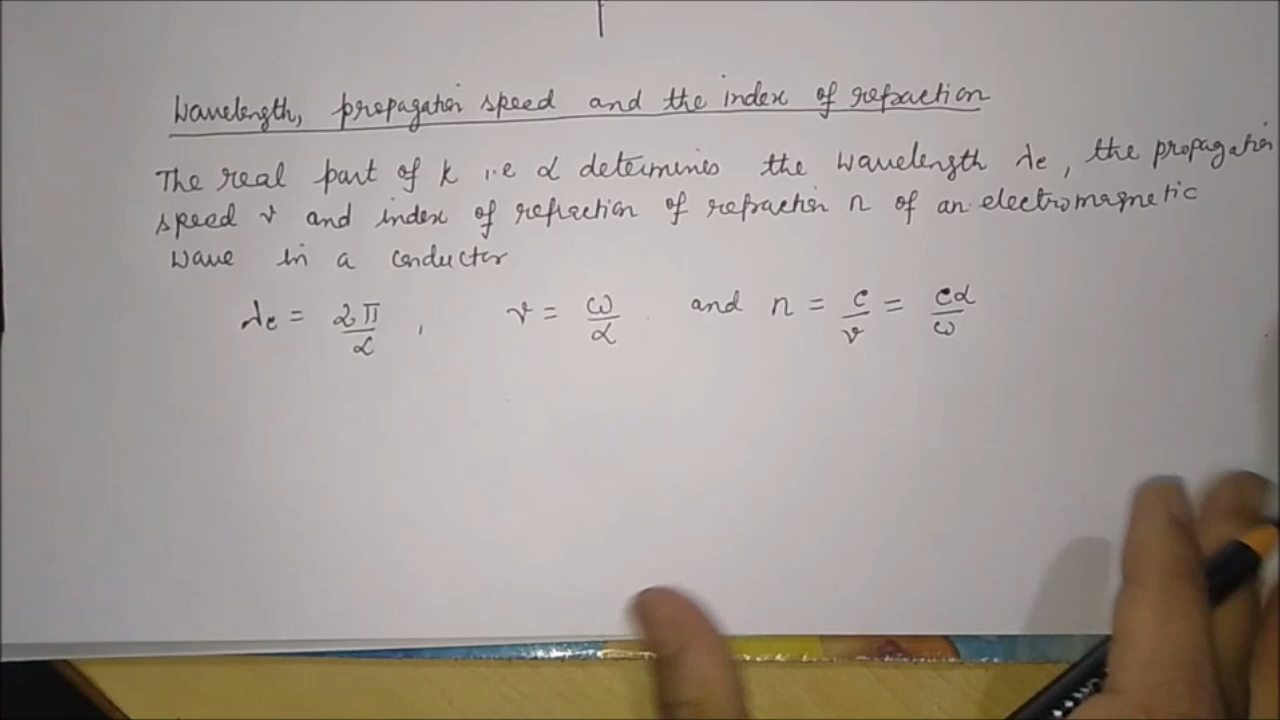 Wavelength, propagation speed and the index of refraction
The real part of k i.e α determines the wavelength λc, the propagation
speed v and index of refraction of refraction n of an electromagnetic
wave in a conductor
λc = 2π/α , v = ω/α . and n = c/v = cα/ω